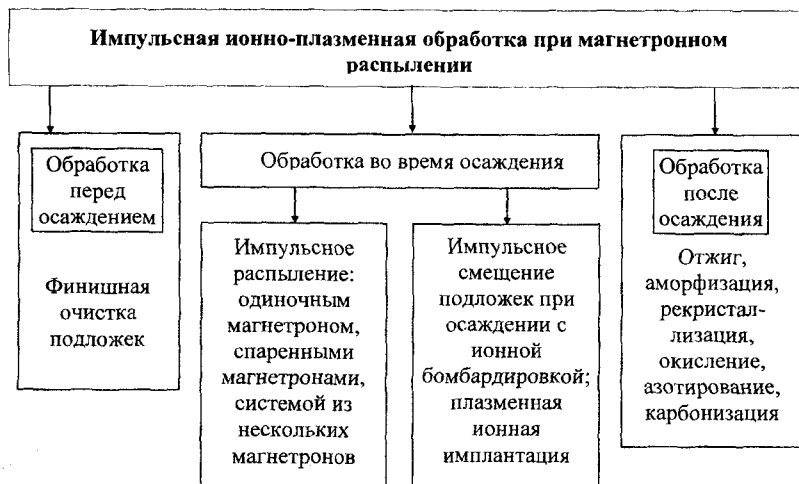 Импульсная ионно-плазменная обработка при магнетронном
распылении
Обработка
перед
осаждением
Финишная
очистка
подложек
Обработка во время осаждения
Импульсное
распыление:
одиночным
магнетроном,
спаренными
магнетронами,
системой из
нескольких
магнетронов
Импульсное
смещение
подложек при
осаждении с
ионной
бомбардировкой;
плазменная
ионная
имплантация
Обработка
после
осаждения
Отжиг,
аморфизация,
рекристал-
лизация,
окисление,
азотирование,
карбонизация